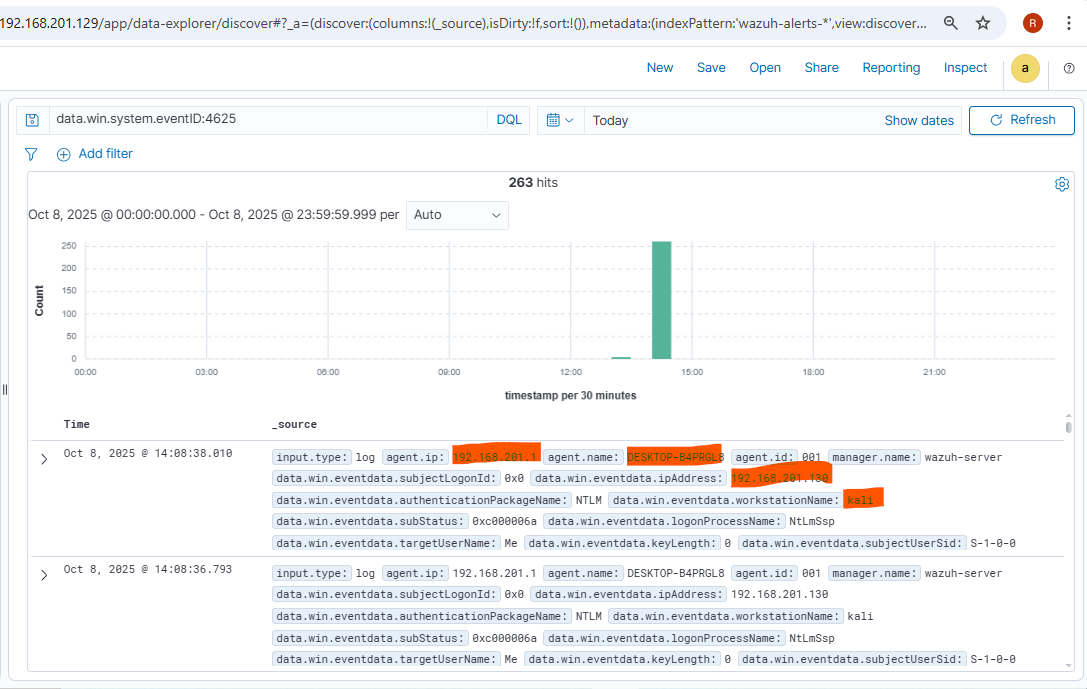 192.168.201.129/app/data-explorer/discover#?_a=(discover:(columns:!(_source),isDirty:!f,sort:!()),metadata:(indexPattern:'wazuh-alerts-*',view:discover... R
New Save Open Share Reporting Inspect a
data.win.system.eventID:4625 DQL Today Show dates Refresh
Add filter
263 hits
Oct 8, 2025 @ 00:00:00.000 - Oct 8, 2025 @ 23:59:59.999 per Auto
Count
250
200
150
100
50
0
00:00 03:00 06:00 09:00 12:00 15:00 18:00 21:00
timestamp per 30 minutes
Time _source
Oct 8, 2025 @ 14:08:38.010 input.type: log agent.ip: 192.168.201.1 agent.name: DESKTOP-B4PRGL8 agent.id: 001 manager.name: wazuh-server
data.win.eventdata.subjectLogonId: 0x0 data.win.eventdata.ipAddress: 192.168.201.130
data.win.eventdata.authenticationPackageName: NTLM data.win.eventdata.workstationName: kali
data.win.eventdata.subStatus: 0xc000006a data.win.eventdata.logonProcessName: NtLmSsp
data.win.eventdata.targetUserName: Me data.win.eventdata.keyLength: 0 data.win.eventdata.subjectUserSid: S-1-0-0
Oct 8, 2025 @ 14:08:36.793 input.type: log agent.ip: 192.168.201.1 agent.name: DESKTOP-B4PRGL8 agent.id: 001 manager.name: wazuh-server
data.win.eventdata.subjectLogonId: 0x0 data.win.eventdata.ipAddress: 192.168.201.130
data.win.eventdata.authenticationPackageName: NTLM data.win.eventdata.workstationName: kali
data.win.eventdata.subStatus: 0xc000006a data.win.eventdata.logonProcessName: NtLmSsp
data.win.eventdata.targetUserName: Me data.win.eventdata.keyLength: 0 data.win.eventdata.subjectUserSid: S-1-0-0